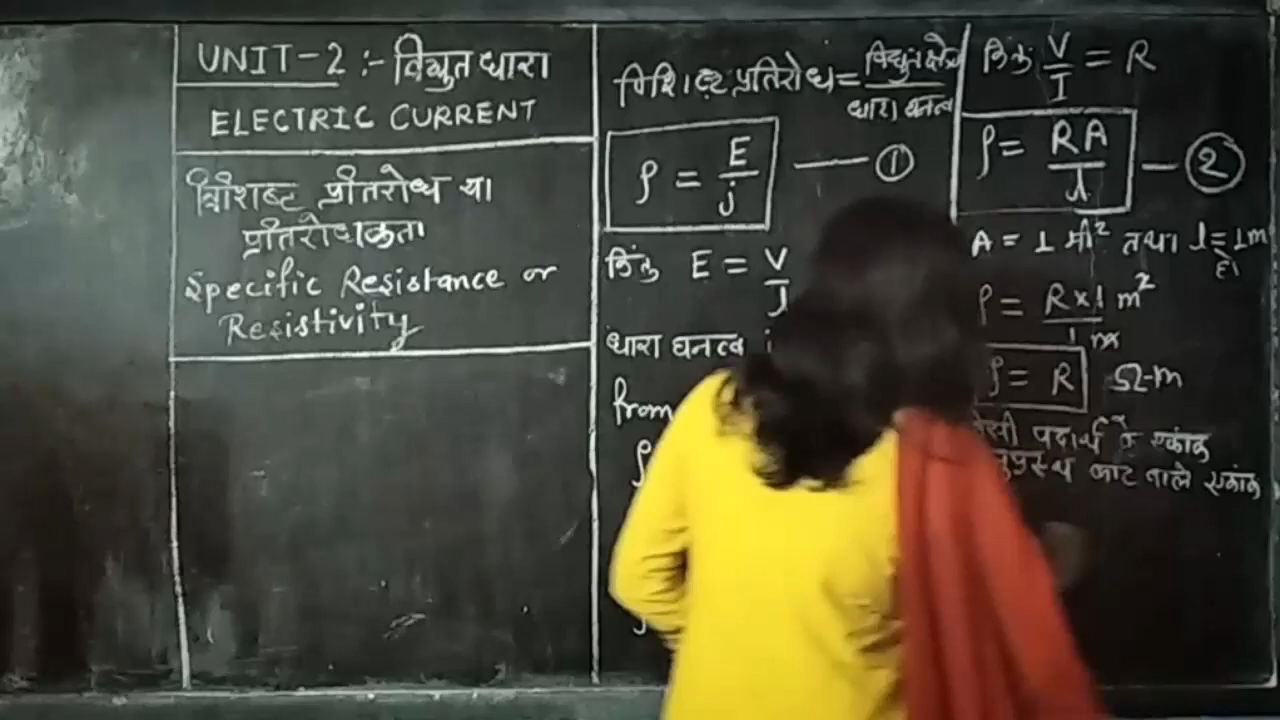 UNIT-2 :- विद्युत धारा
ELECTRIC CURRENT
विशिष्ट प्रतिरोध या
प्रतिरोधकता
Specific Resistance or
Resistivity
विशिष्ट प्रतिरोध = विद्युत क्षेत्र / धारा घनत्व
ρ = E/j —— ①
किन्तु E = V/l
धारा घनत्व j
from
ρ
किन्तु V/I = R
ρ = RA/l — ②
A = 1 मी² तथा l = 1m
हो
ρ = R×1 m² / 1 m
ρ = R Ω-m
पदार्थ के एकांक
काट वाले एकांक